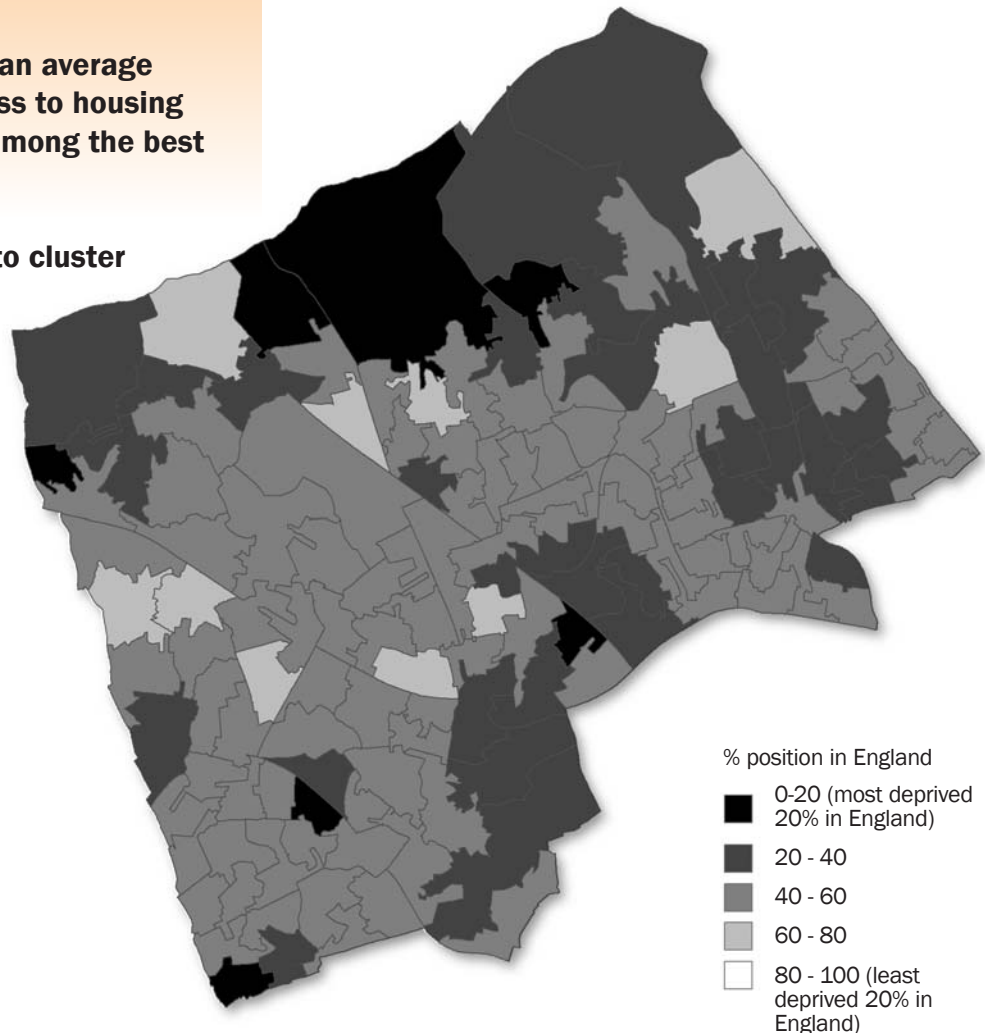 an average
ss to housing
mong the best
to cluster
% position in England
0-20 (most deprived
20% in England)
20 - 40
40 - 60
60 - 80
80 - 100 (least
deprived 20% in
England)